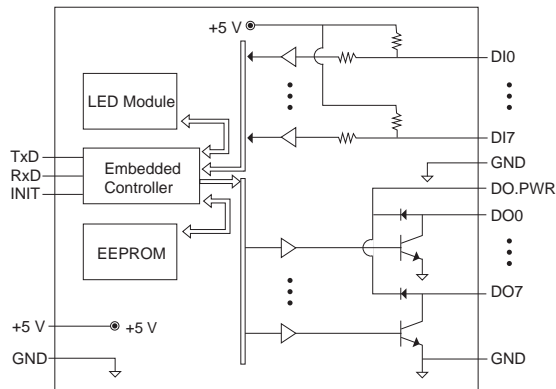 +5 V
DI0
LED Module
DI7
TxD
RxD
INIT
Embedded
Controller
GND
DO.PWR
DO0
EEPROM
DO7
+5 V
+5 V
GND
GND